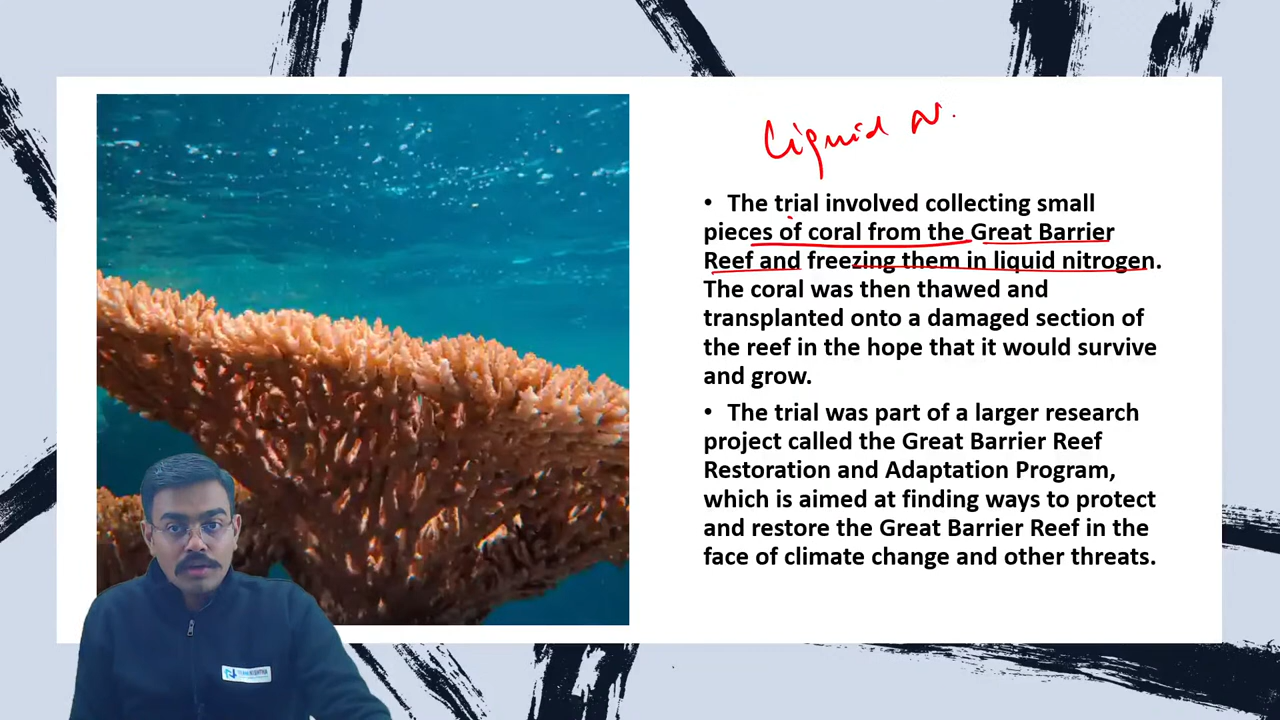 Liquid N.
• The trial involved collecting small
pieces of coral from the Great Barrier
Reef and freezing them in liquid nitrogen.
The coral was then thawed and
transplanted onto a damaged section of
the reef in the hope that it would survive
and grow.
• The trial was part of a larger research
project called the Great Barrier Reef
Restoration and Adaptation Program,
which is aimed at finding ways to protect
and restore the Great Barrier Reef in the
face of climate change and other threats.